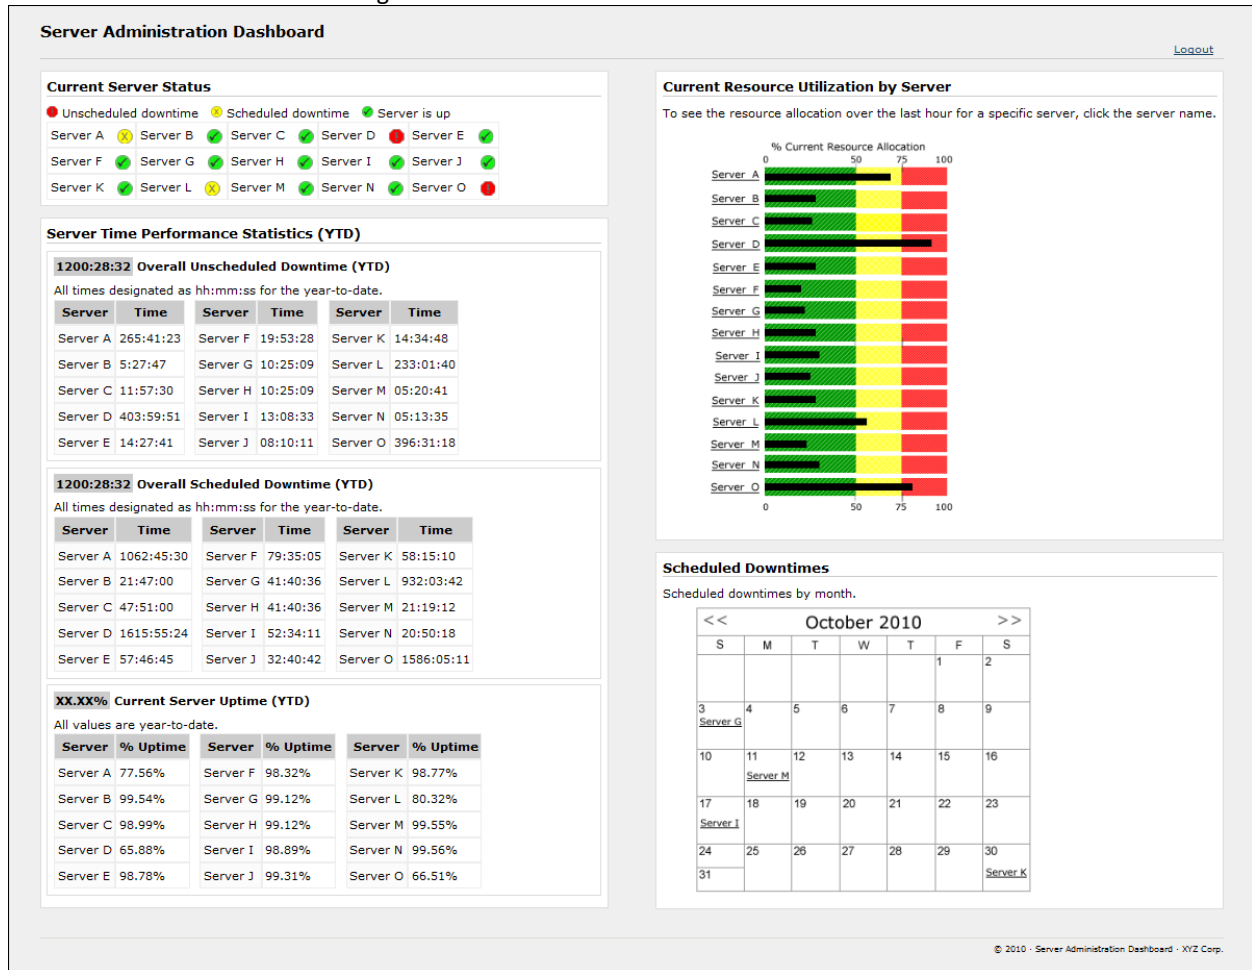 Server Administration Dashboard
Logout
Current Server Status
Unscheduled downtime Scheduled downtime Server is up
Server A X Server B Server C Server D ! Server E
Server F Server G Server H Server I Server J
Server K Server L X Server M Server N Server O !
Server Time Performance Statistics (YTD)
1200:28:32 Overall Unscheduled Downtime (YTD)
All times designated as hh:mm:ss for the year-to-date.
Server Time Server Time Server Time
Server A 265:41:23 Server F 19:53:28 Server K 14:34:48
Server B 5:27:47 Server G 10:25:09 Server L 233:01:40
Server C 11:57:30 Server H 10:25:09 Server M 05:20:41
Server D 403:59:51 Server I 13:08:33 Server N 05:13:35
Server E 14:27:41 Server J 08:10:11 Server O 396:31:18
1200:28:32 Overall Scheduled Downtime (YTD)
All times designated as hh:mm:ss for the year-to-date.
Server Time Server Time Server Time
Server A 1062:45:30 Server F 79:35:05 Server K 58:15:10
Server B 21:47:00 Server G 41:40:36 Server L 932:03:42
Server C 47:51:00 Server H 41:40:36 Server M 21:19:12
Server D 1615:55:24 Server I 52:34:11 Server N 20:50:18
Server E 57:46:45 Server J 32:40:42 Server O 1586:05:11
XX.XX% Current Server Uptime (YTD)
All values are year-to-date.
Server % Uptime Server % Uptime Server % Uptime
Server A 77.56% Server F 98.32% Server K 98.77%
Server B 99.54% Server G 99.12% Server L 80.32%
Server C 98.99% Server H 99.12% Server M 99.55%
Server D 65.88% Server I 98.89% Server N 99.56%
Server E 98.78% Server J 99.31% Server O 66.51%
Current Resource Utilization by Server
To see the resource allocation over the last hour for a specific server, click the server name.
% Current Resource Allocation
0 50 75 100
Server A
Server B
Server C
Server D
Server E
Server F
Server G
Server H
Server I
Server J
Server K
Server L
Server M
Server N
Server O
0 50 75 100
Scheduled Downtimes
Scheduled downtimes by month.
<< October 2010 >>
S M T W T F S
1 2
3 4 5 6 7 8 9
Server G
10 11 12 13 14 15 16
Server M
17 18 19 20 21 22 23
Server I
24 25 26 27 28 29 30
31 Server K
© 2010 · Server Administration Dashboard · XYZ Corp.